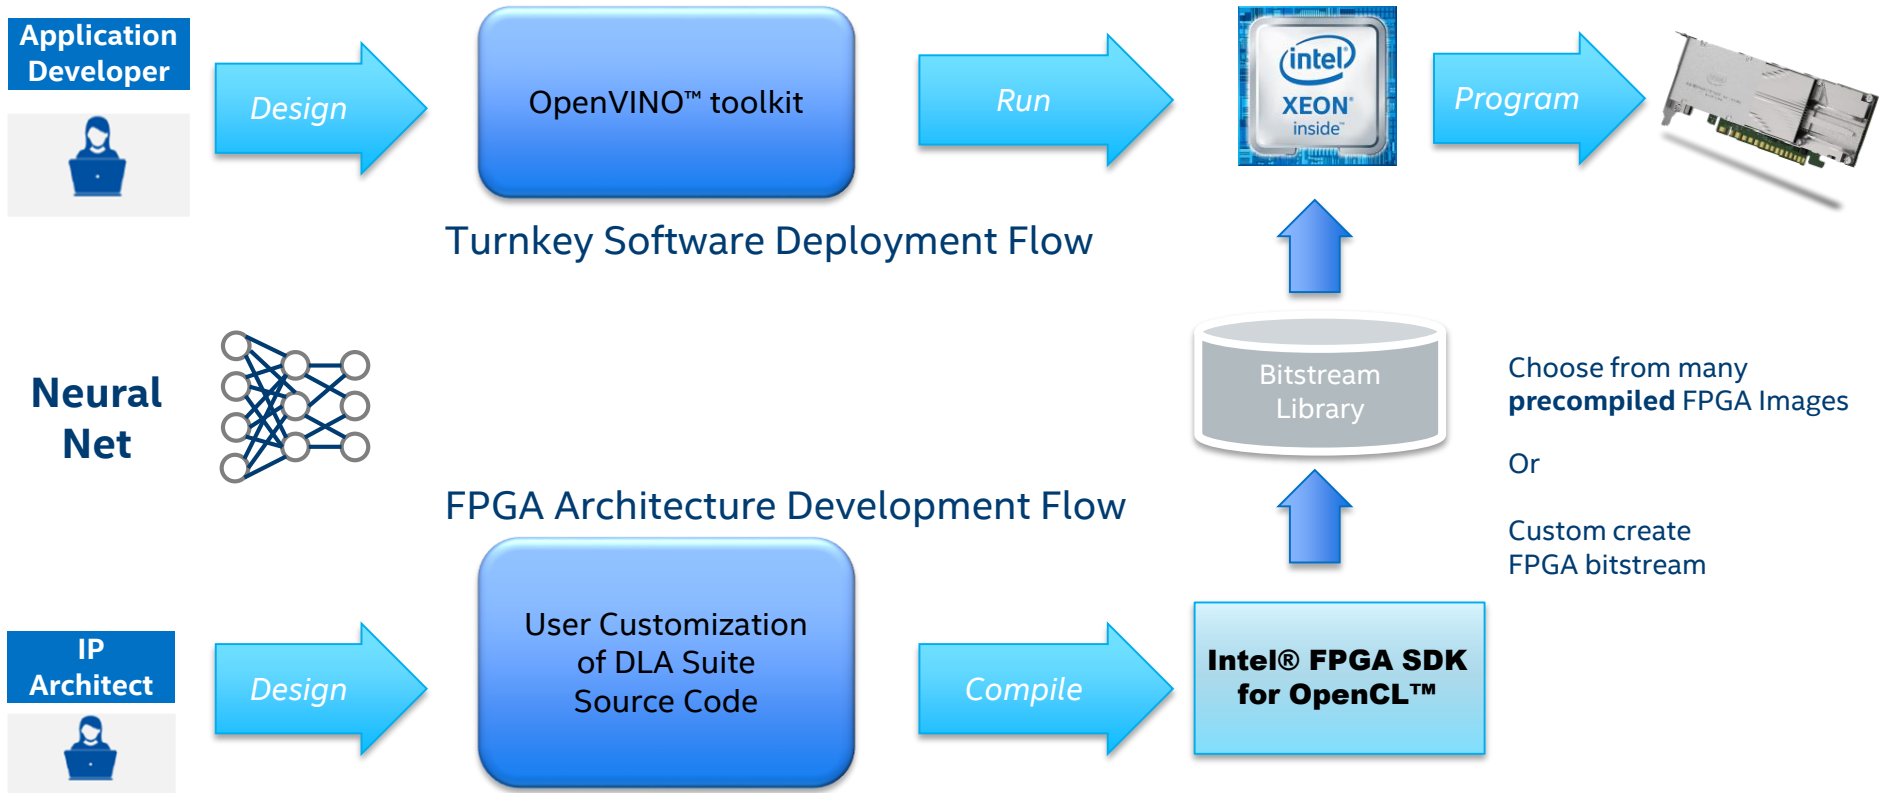 Application
Developer
Design
OpenVINO™ toolkit
Run
intel
XEON®
inside™
Program
Turnkey Software Deployment Flow
Neural
Net
Bitstream
Library
Choose from many
precompiled FPGA Images
Or
Custom create
FPGA bitstream
FPGA Architecture Development Flow
IP
Architect
Design
User Customization
of DLA Suite
Source Code
Compile
Intel® FPGA SDK
for OpenCL™